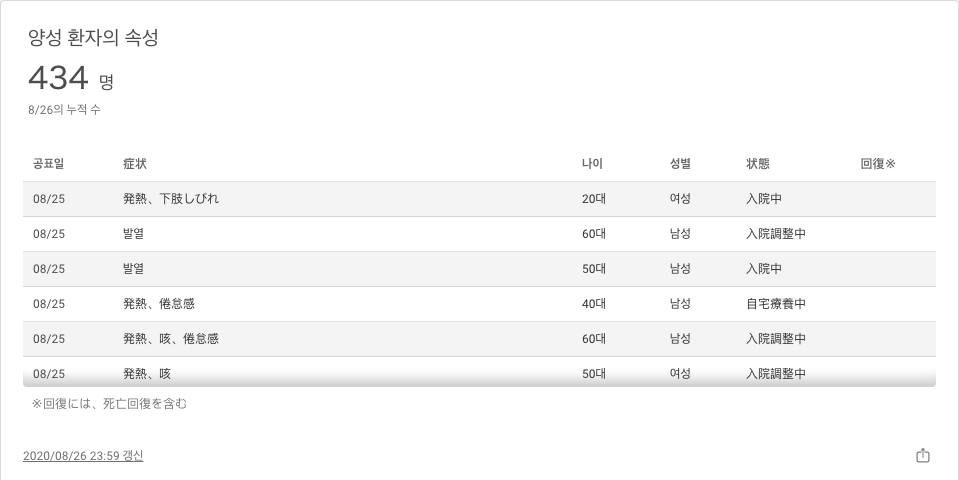 양성 환자의 속성
434 명
8/26의 누적 수
공표일 症状 나이 성별 状態 回復※
08/25 発熱、下肢しびれ 20대 여성 入院中
08/25 발열 60대 남성 入院調整中
08/25 발열 50대 남성 入院中
08/25 発熱、倦怠感 40대 남성 自宅療養中
08/25 発熱、咳、倦怠感 60대 남성 入院調整中
08/25 発熱、咳 50대 여성 入院調整中
※回復には、死亡回復を含む
2020/08/26 23:59 갱신